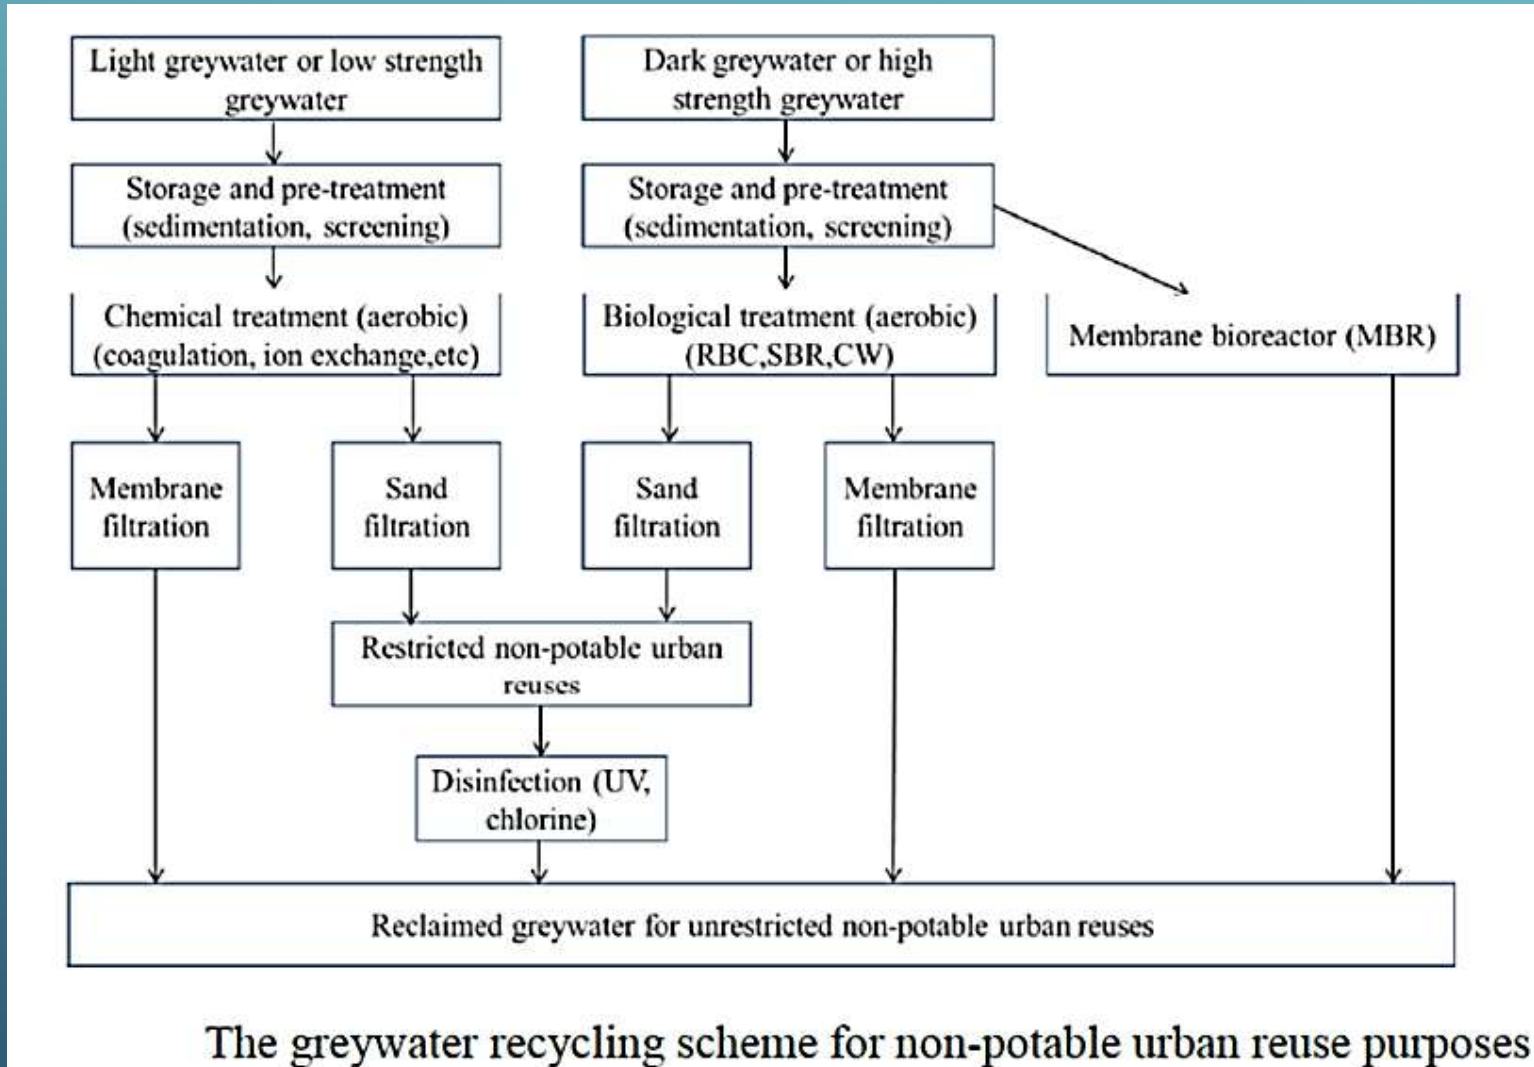 Light greywater or low strength
greywater
Dark greywater or high
strength greywater
Storage and pre-treatment
(sedimentation, screening)
Storage and pre-treatment
(sedimentation, screening)
Chemical treatment (aerobic)
(coagulation, ion exchange,etc)
Biological treatment (aerobic)
(RBC,SBR,CW)
Membrane bioreactor (MBR)
Membrane
filtration
Sand
filtration
Sand
filtration
Membrane
filtration
Restricted non-potable urban
reuses
Disinfection (UV,
chlorine)
Reclaimed greywater for unrestricted non-potable urban reuses
The greywater recycling scheme for non-potable urban reuse purposes